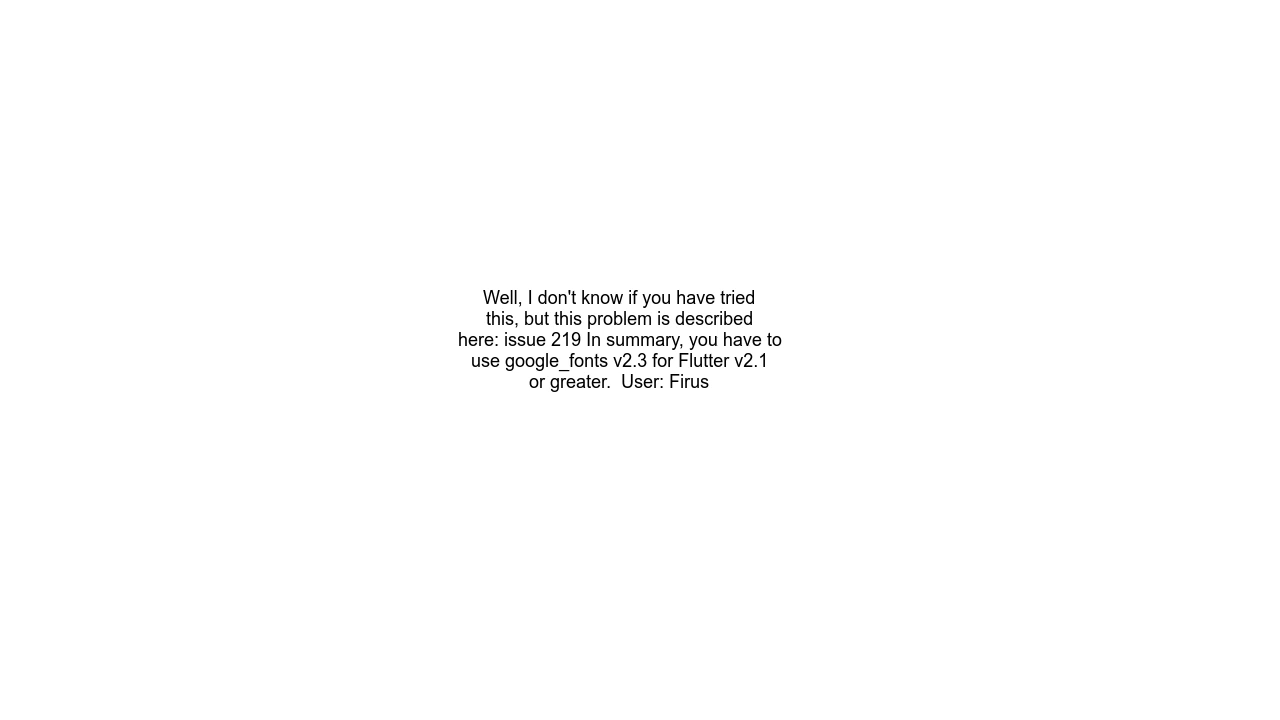 Well, I don't know if you have tried
this, but this problem is described
here: issue 219 In summary, you have to
use google_fonts v2.3 for Flutter v2.1
or greater.  User: Firus